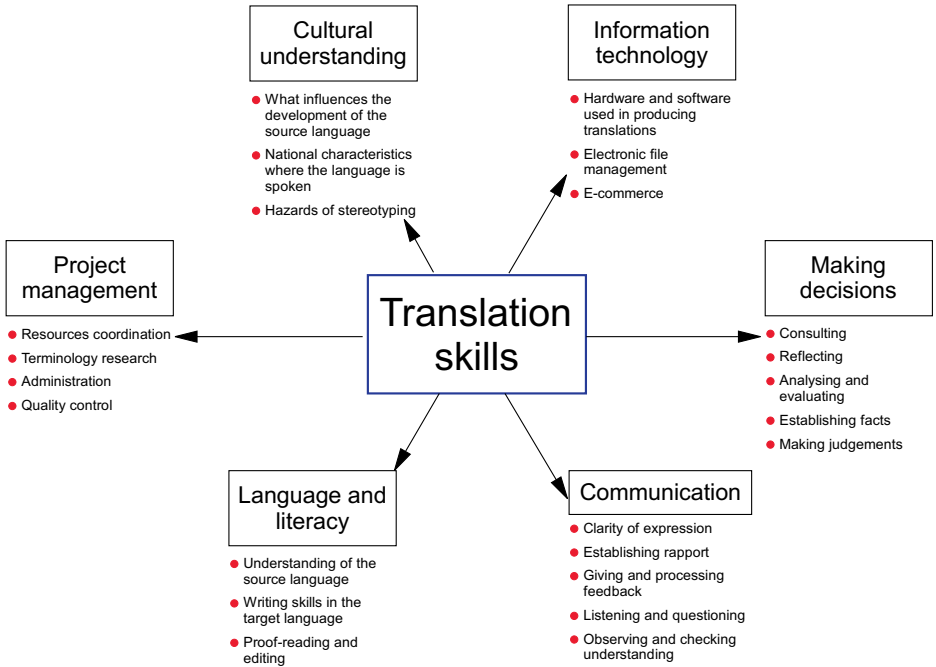 Cultural
understanding
What influences the
development of the
source language
National characteristics
where the language is
spoken
Hazards of stereotyping
Information
technology
Hardware and software
used in producing
translations
Electronic file
management
E-commerce
Project
management
Resources coordination
Terminology research
Administration
Quality control
Translation
skills
Making
decisions
Consulting
Reflecting
Analysing and
evaluating
Establishing facts
Making judgements
Language and
literacy
Understanding of the
source language
Writing skills in the
target language
Proof-reading and
editing
Communication
Clarity of expression
Establishing rapport
Giving and processing
feedback
Listening and questioning
Observing and checking
understanding